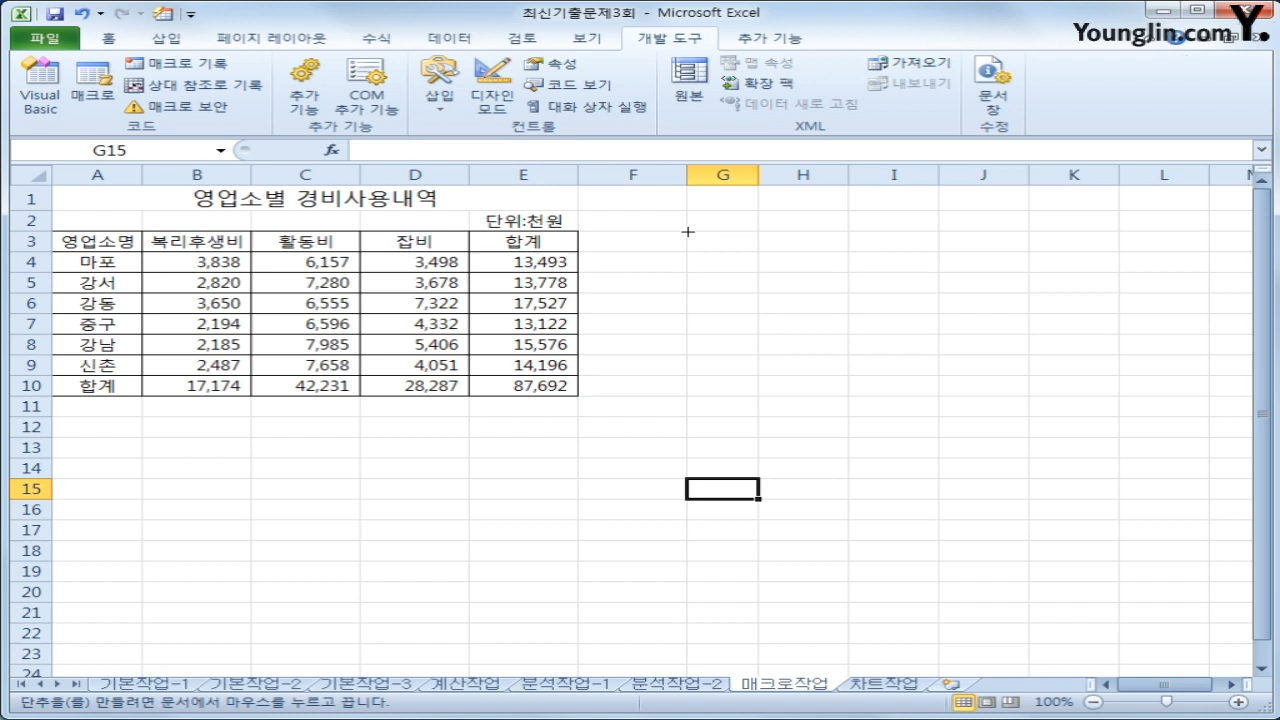 최신기출문제3회 - Microsoft Excel
Younglin.com Y.
파일 홈 삽입 페이지 레이아웃 수식 데이터 검토 보기 개발 도구 추가 기능
Visual Basic
매크로
매크로 기록
상대 참조로 기록
매크로 보안
코드
추가 기능
COM 추가 기능
추가 기능
삽입
디자인 모드
속성
코드 보기
대화 상자 실행
컨트롤
원본
맵 속성
확장 팩
데이터 새로 고침
가져오기
내보내기
XML
문서 창
수정
G15 fx
A B C D E F G H I J K L
1 영업소별 경비사용내역
2 단위:천원
3 영업소명 복리후생비 활동비 잡비 합계
4 마포 3,838 6,157 3,498 13,493
5 강서 2,820 7,280 3,678 13,778
6 강동 3,650 6,555 7,322 17,527
7 중구 2,194 6,596 4,332 13,122
8 강남 2,185 7,985 5,406 15,576
9 신촌 2,487 7,658 4,051 14,196
10 합계 17,174 42,231 28,287 87,692
11
12
13
14
15
16
17
18
19
20
21
22
23
24
기본작업-1 기본작업-2 기본작업-3 계산작업 분석작업-1 분석작업-2 매크로작업 차트작업
단추을(를) 만들려면 문서에서 마우스를 누르고 끕니다.
100%